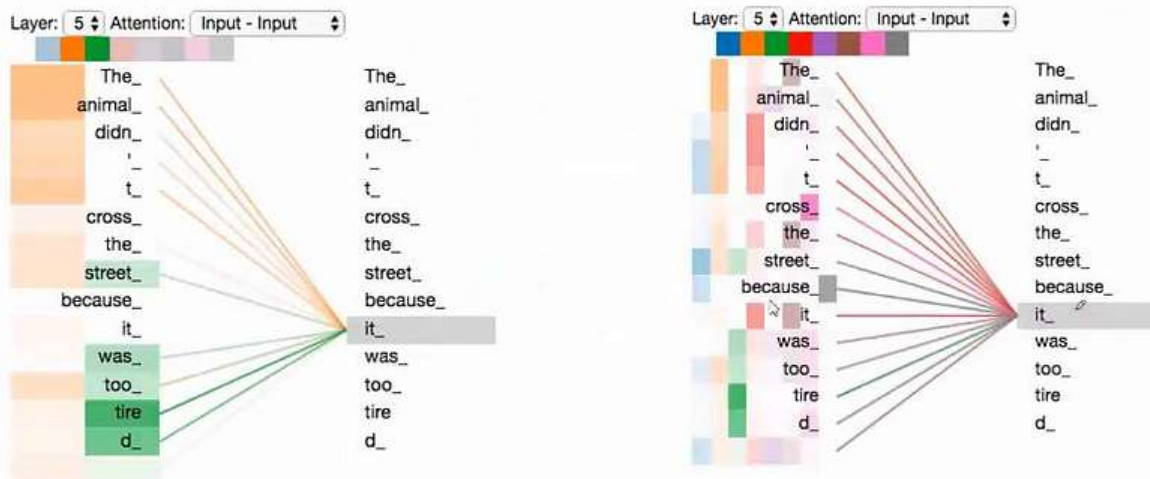 Layer: 5 Attention: Input - Input
The_ The_
animal_ animal_
didn_ didn_
'_ '_
t_ t_
cross_ cross_
the_ the_
street_ street_
because_ because_
it_ it_
was_ was_
too_ too_
tire tire
d_ d_
Layer: 5 Attention: Input - Input
The_ The_
animal_ animal_
didn_ didn_
'_ '_
t_ t_
cross_ cross_
the_ the_
street_ street_
because_ because_
it_ it_
was_ was_
too_ too_
tire tire
d_ d_